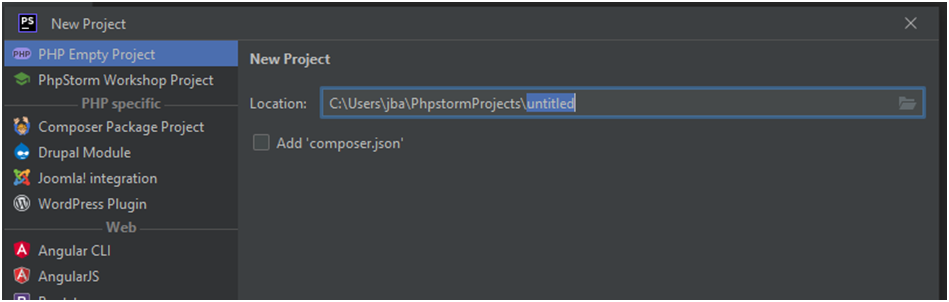 PS New Project
PHP PHP Empty Project
PhpStorm Workshop Project
PHP specific
Composer Package Project
Drupal Module
Joomla! integration
WordPress Plugin
Web
Angular CLI
AngularJS
New Project
Location: C:\Users\jba\PhpstormProjects\untitled
Add 'composer.json'